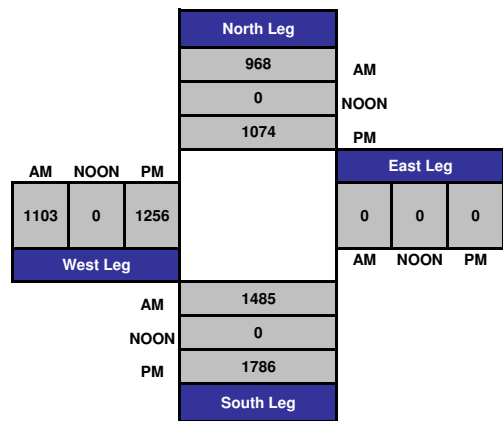 North Leg
968 AM
0 NOON
1074 PM
AM NOON PM
East Leg
1103 0 1256
0 0 0
West Leg
AM NOON PM
AM 1485
NOON 0
PM 1786
South Leg